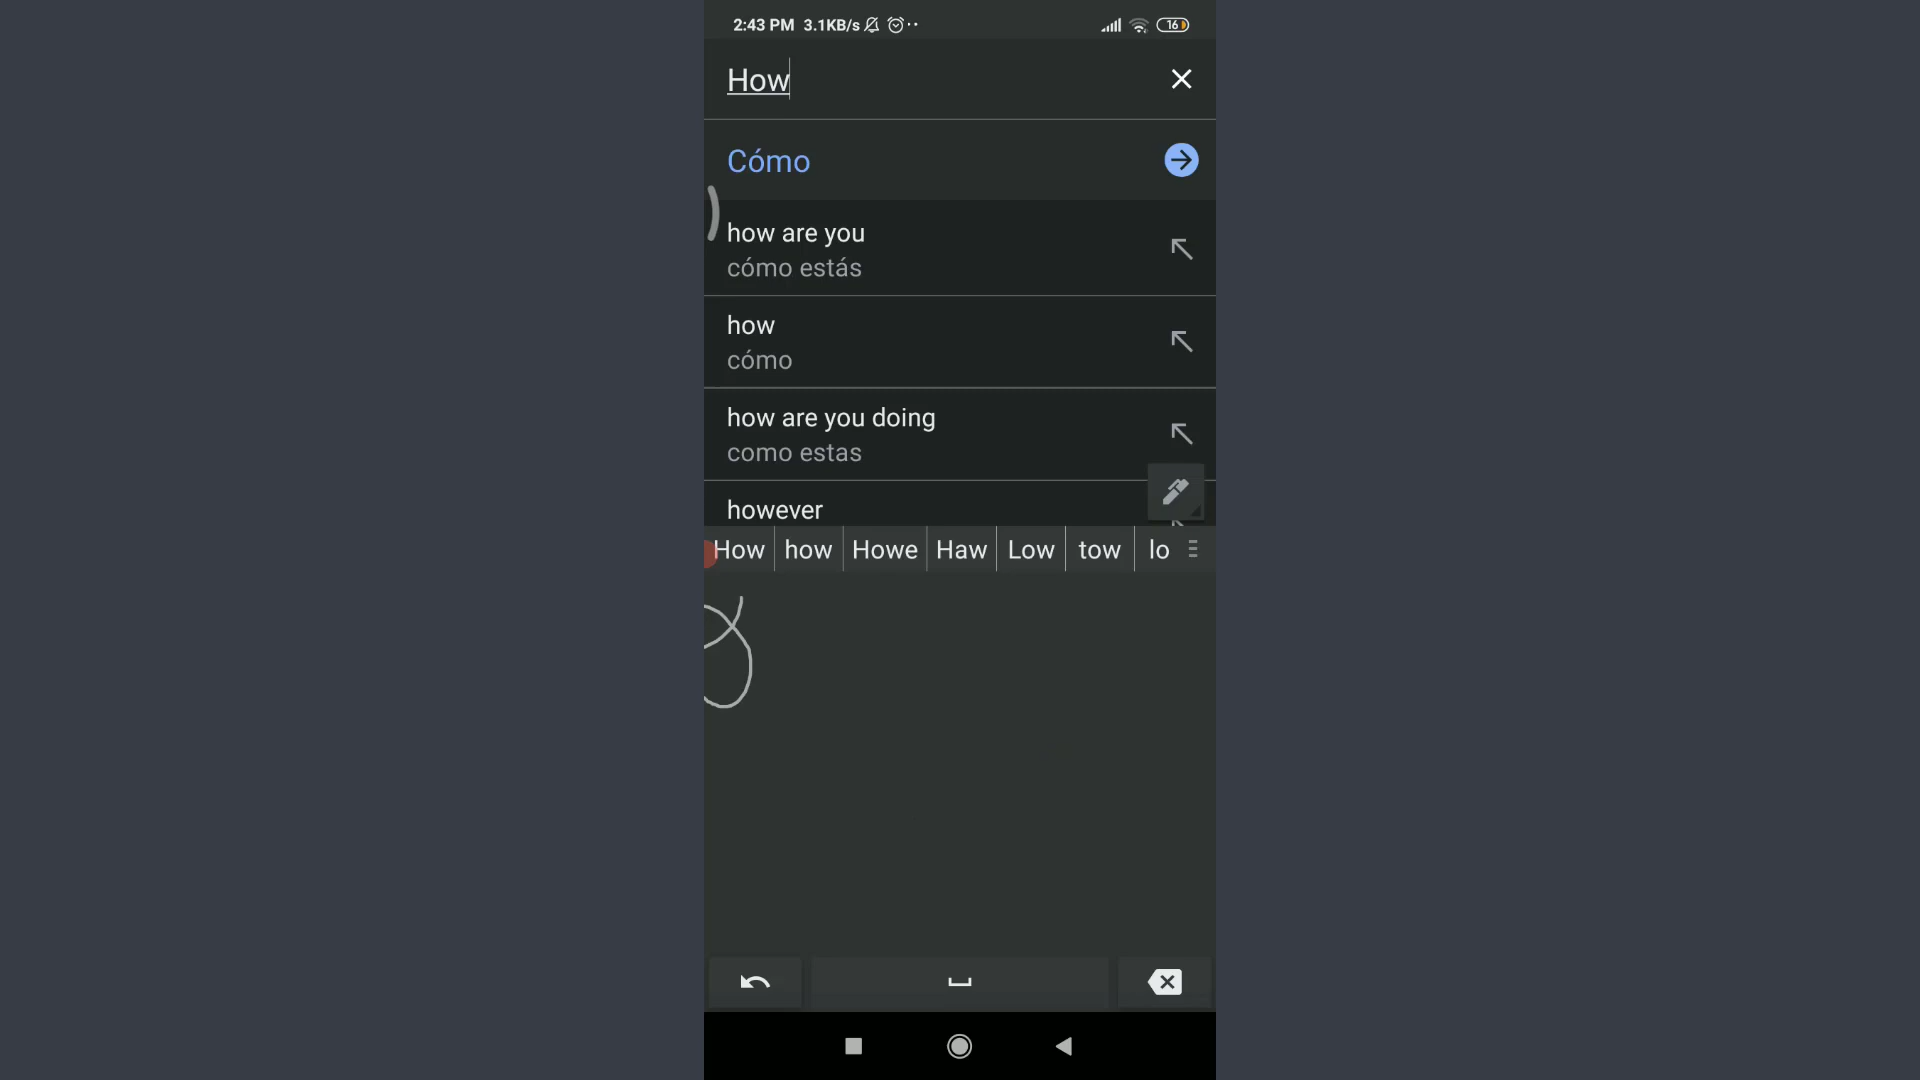 2:43 PM 3.1KB/s 16
How
Cómo
how are you
cómo estás
how
cómo
how are you doing
como estas
however
How how Howe Haw Low tow lo